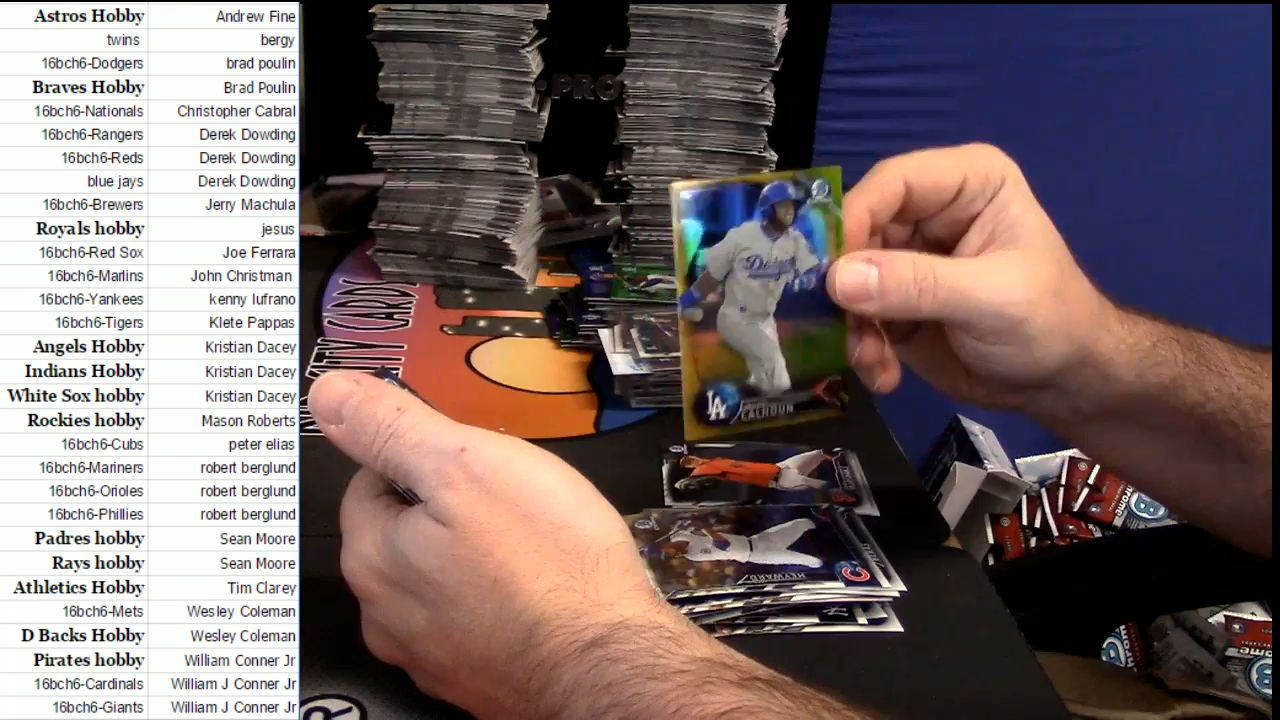 Astros Hobby Andrew Fine
twins bergy
16bch6-Dodgers brad poulin
Braves Hobby Brad Poulin
16bch6-Nationals Christopher Cabral
16bch6-Rangers Derek Dowding
16bch6-Reds Derek Dowding
blue jays Derek Dowding
16bch6-Brewers Jerry Machula
Royals hobby jesus
16bch6-Red Sox Joe Ferrara
16bch6-Marlins John Christman
16bch6-Yankees kenny lufrano
16bch6-Tigers Klete Pappas
Angels Hobby Kristian Dacey
Indians Hobby Kristian Dacey
White Sox hobby Kristian Dacey
Rockies hobby Mason Roberts
16bch6-Cubs peter elias
16bch6-Mariners robert berglund
16bch6-Orioles robert berglund
16bch6-Phillies robert berglund
Padres hobby Sean Moore
Rays hobby Sean Moore
Athletics Hobby Tim Clarey
16bch6-Mets Wesley Coleman
D Backs Hobby Wesley Coleman
Pirates hobby William Conner Jr
16bch6-Cardinals William J Conner Jr
16bch6-Giants William J Conner Jr
PRO
CITY CARDS
Dodgers
LA
CALHOUN
HEYWARD
C
chrome
B